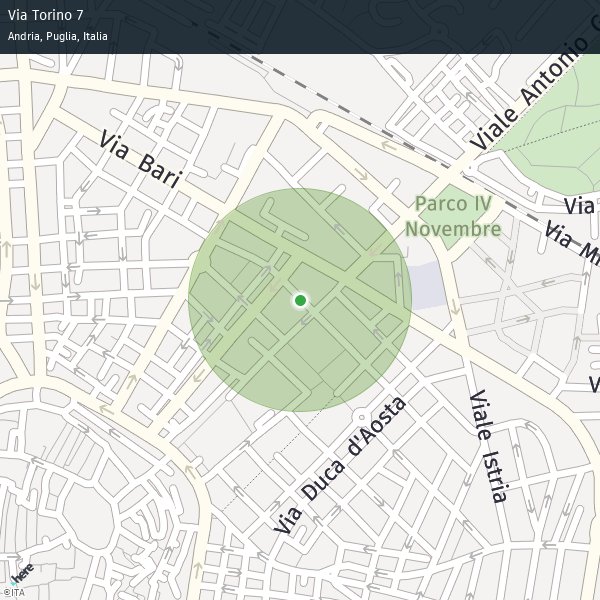 Via Torino 7
Andria, Puglia, Italia
Viale Antonio
Via Bari
Parco IV
Novembre
Via
Via
Viale Istria
Via Duca d'Aosta
here
©ITA